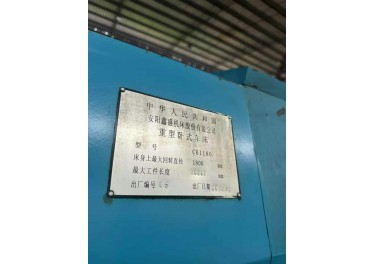 中华人民共和国
安阳鑫盛机床股份有限公司
重型卧式车床
型 号 C61160
床身上最大回转直径 1600 mm
最大工件长度 mm
出厂编号 出厂日期